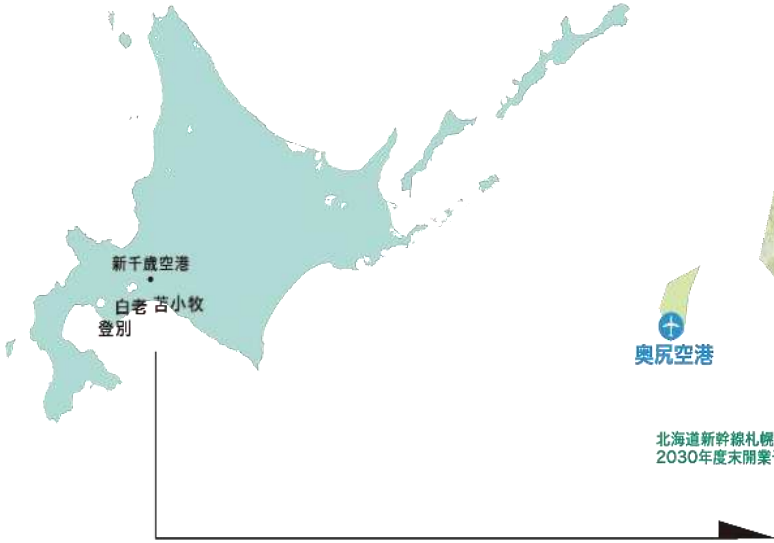 新千歳空港
白老 苫小牧
登別
奥尻空港
北海道新幹線札幌
2030年度末開業